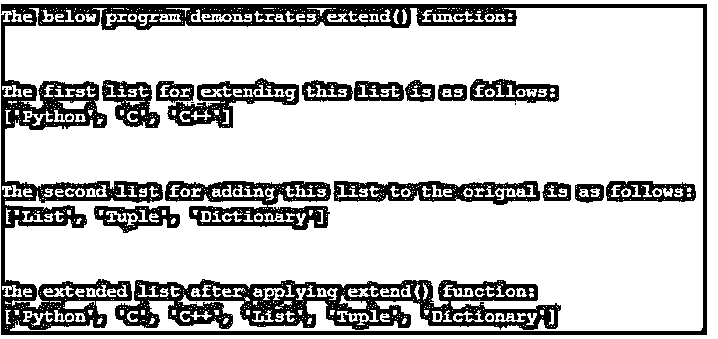 The below program demonstrates extend() function:
The first list for extending this list is as follows:
['Python', 'C', 'C++']
The second list for adding this list to the orignal is as follows:
['List', 'Tuple', 'Dictionary']
The extended list after applying extend() function:
['Python', 'C', 'C++', 'List', 'Tuple', 'Dictionary']